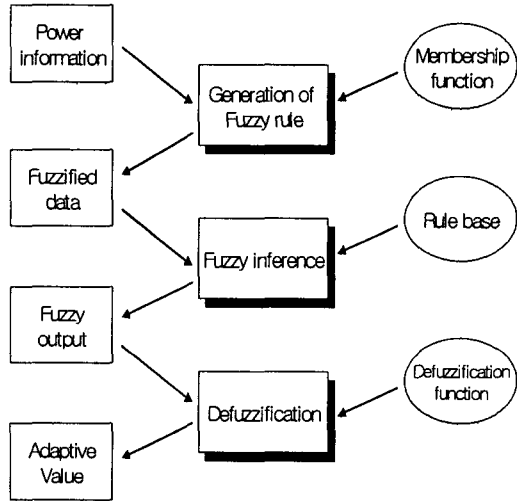 Power
information
Membership
function
Generation of
Fuzzy rule
Fuzzified
data
Rule base
Fuzzy inference
Fuzzy
output
Defuzzification
function
Defuzzification
Adaptive
Value